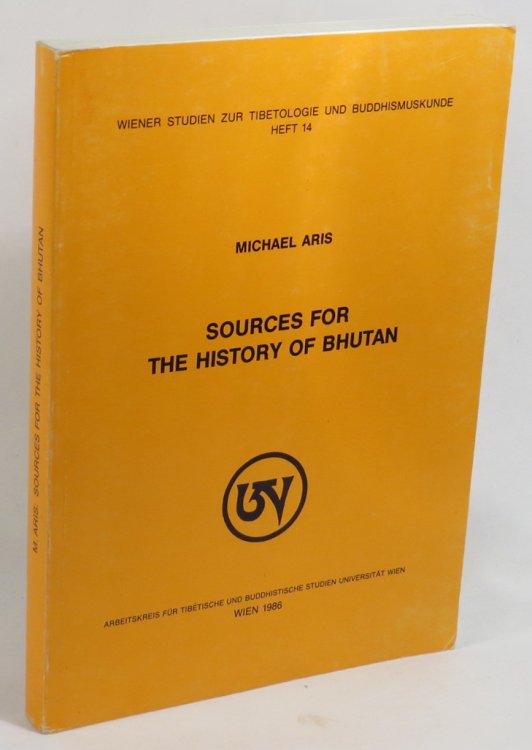 WIENER STUDIEN ZUR TIBETOLOGIE UND BUDDHISMUSKUNDE
HEFT 14
MICHAEL ARIS
SOURCES FOR
THE HISTORY OF BHUTAN
ཨ
ARBEITSKREIS FÜR TIBETISCHE UND BUDDHISTISCHE STUDIEN UNIVERSITÄT WIEN
WIEN 1986
M. ARIS: SOURCES FOR THE HISTORY OF BHUTAN